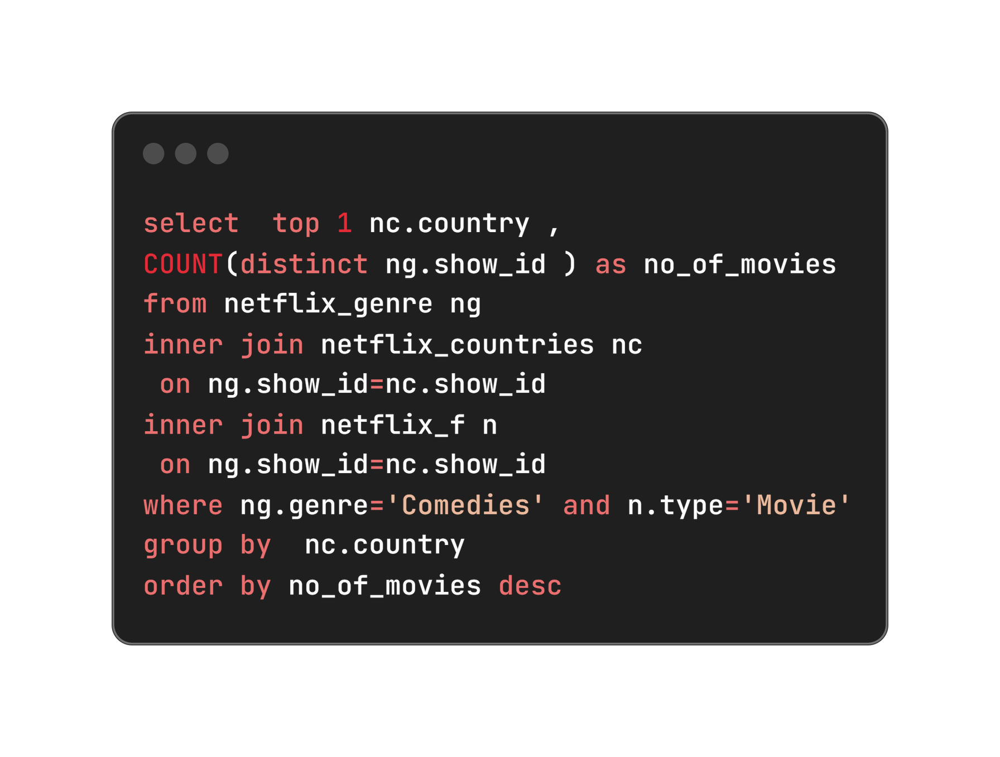 select  top 1 nc.country ,
COUNT(distinct ng.show_id ) as no_of_movies
from netflix_genre ng
inner join netflix_countries nc
 on ng.show_id=nc.show_id
inner join netflix_f n
 on ng.show_id=nc.show_id
where ng.genre='Comedies' and n.type='Movie'
group by  nc.country
order by no_of_movies desc